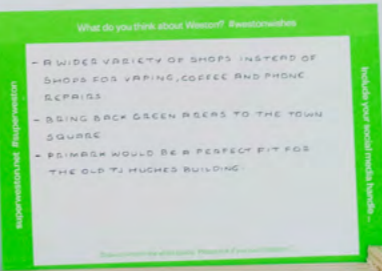 What do you think about Weston? #westonwishes
- A WIDER VARIETY OF SHOPS INSTEAD OF
SHOPS FOR VAPING, COFFEE AND PHONE
REPAIRS
- BRING BACK GREEN AREAS TO THE TOWN
SQUARE
- PRIMARK WOULD BE A PERFECT FIT FOR
THE OLD TJ HUGHES BUILDING.
superweston.net #superweston
Include your social media handle...